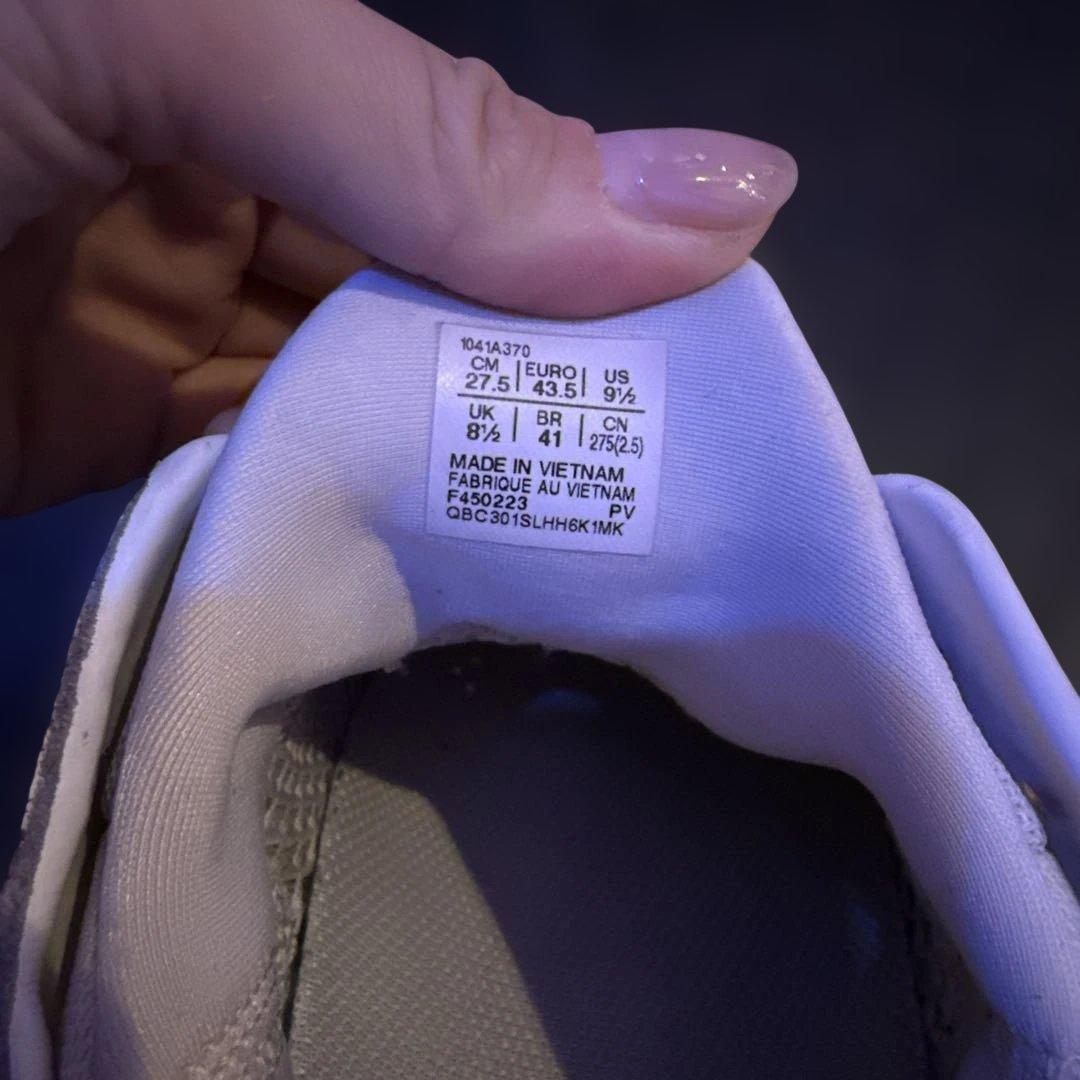 1041A370
CM | EURO | US
27.5 | 43.5 | 9½
UK | BR | CN
8½ | 41 | 275(2.5)
MADE IN VIETNAM
FABRIQUE AU VIETNAM
F450223 PV
QBC301SLHH6K1MK